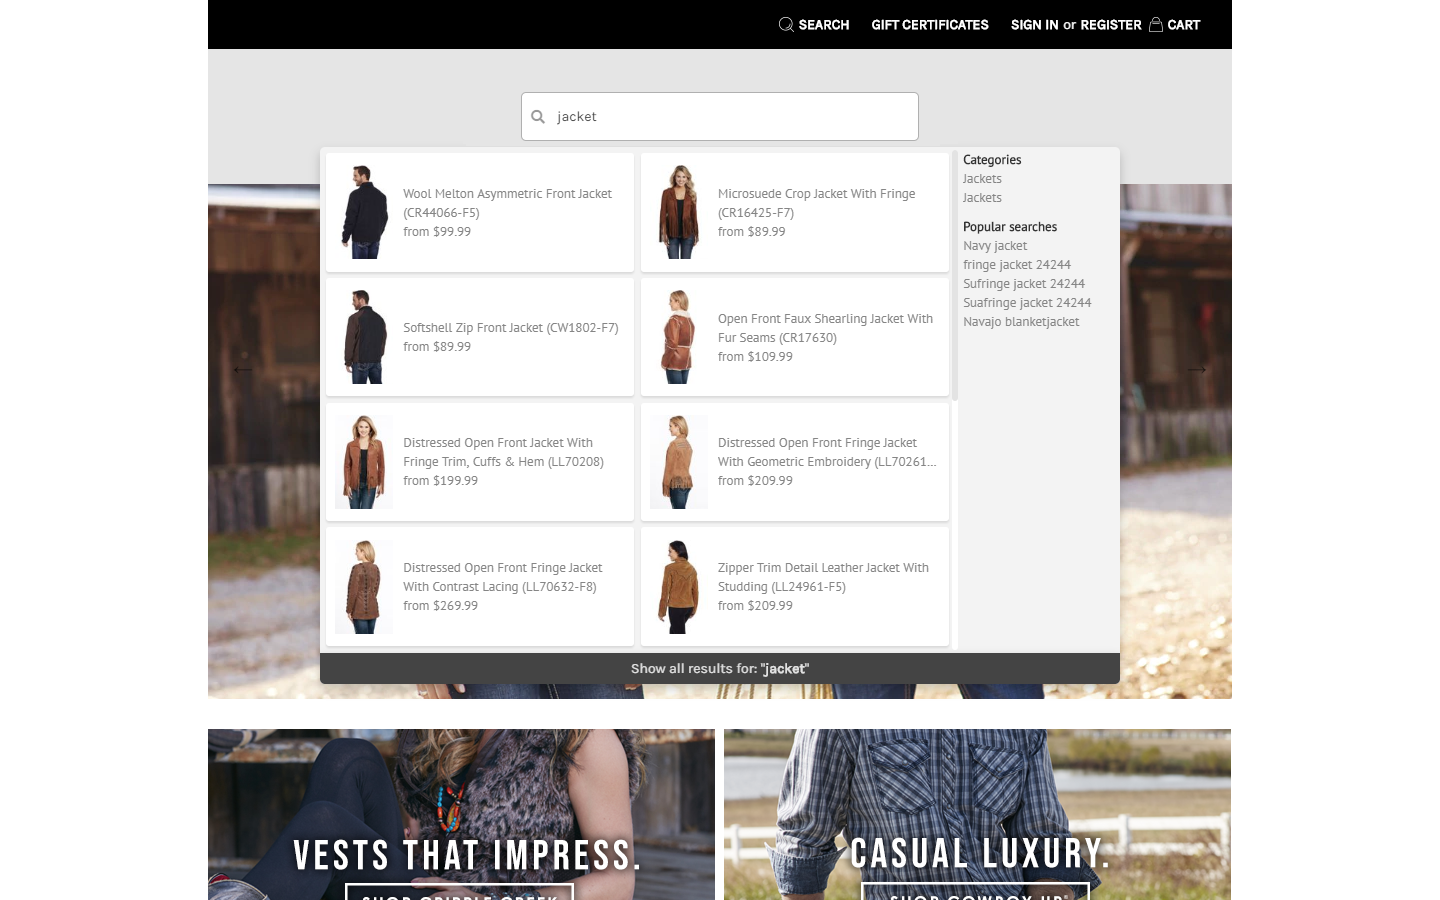 SEARCH
GIFT CERTIFICATES
SIGN IN or REGISTER
CART
jacket
Wool Melton Asymmetric Front Jacket
(CR44066-F5)
from $99.99
Microsuede Crop Jacket With Fringe
(CR16425-F7)
from $89.99
Softshell Zip Front Jacket (CW1802-F7)
from $89.99
Open Front Faux Shearling Jacket With
Fur Seams (CR17630)
from $109.99
Distressed Open Front Jacket With
Fringe Trim, Cuffs & Hem (LL70208)
from $199.99
Distressed Open Front Fringe Jacket
With Geometric Embroidery (LL70261...
from $209.99
Distressed Open Front Fringe Jacket
With Contrast Lacing (LL70632-F8)
from $269.99
Zipper Trim Detail Leather Jacket With
Studding (LL24961-F5)
from $209.99
Categories
Jackets
Jackets
Popular searches
Navy jacket
fringe jacket 24244
Sufringe jacket 24244
Suafringe jacket 24244
Navajo blanketjacket
Show all results for: "jacket"
VESTS THAT IMPRESS.
SHOP CRIPPLE CREEK
CASUAL LUXURY.
SHOP COWBOY UP